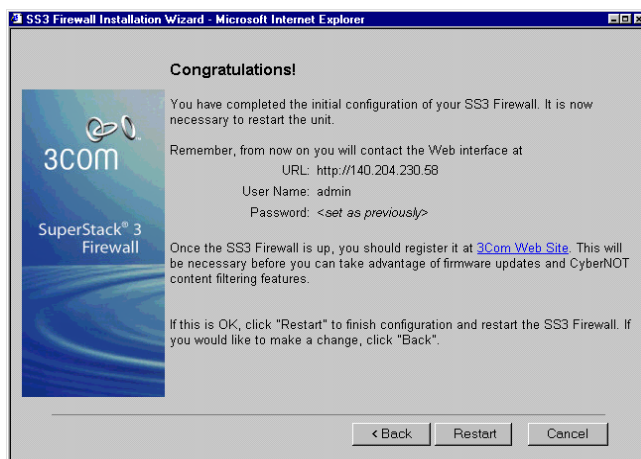 SS3 Firewall Installation Wizard - Microsoft Internet Explorer
Congratulations!
You have completed the initial configuration of your SS3 Firewall. It is now
necessary to restart the unit.
Remember, from now on you will contact the Web interface at
URL: http://140.204.230.58
User Name: admin
Password: <set as previously>
3COM
SuperStack® 3
Firewall
Once the SS3 Firewall is up, you should register it at 3Com Web Site. This will
be necessary before you can take advantage of firmware updates and CyberNOT
content filtering features.
If this is OK, click "Restart" to finish configuration and restart the SS3 Firewall. If
you would like to make a change, click "Back".
< Back
Restart
Cancel